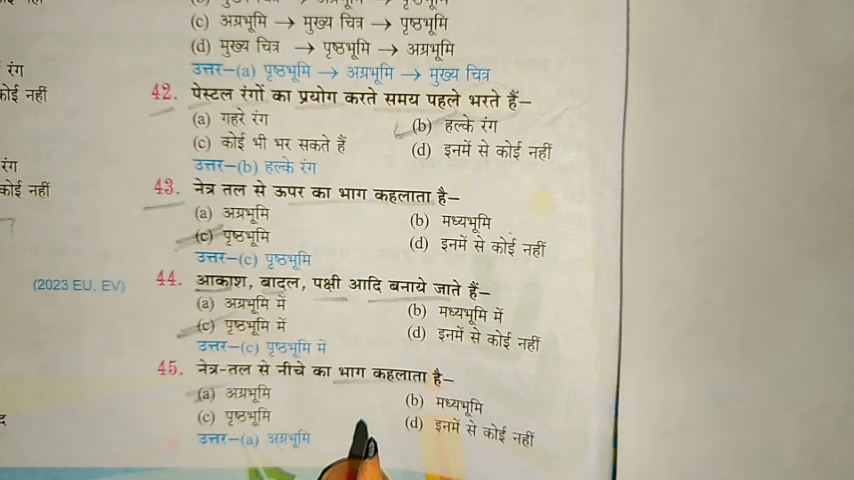 (c) अग्रभूमि → मुख्य चित्र → पृष्ठभूमि
(d) मुख्य चित्र → पृष्ठभूमि → अग्रभूमि
उत्तर–(a) पृष्ठभूमि → अग्रभूमि → मुख्य चित्र
रंग
कोई नहीं
42. पेस्टल रंगों का प्रयोग करते समय पहले भरते हैं–
(a) गहरे रंग (b) हल्के रंग
(c) कोई भी भर सकते हैं (d) इनमें से कोई नहीं
उत्तर–(b) हल्के रंग
रंग
कोई नहीं
43. नेत्र तल से ऊपर का भाग कहलाता है–
(a) अग्रभूमि (b) मध्यभूमि
(c) पृष्ठभूमि (d) इनमें से कोई नहीं
उत्तर–(c) पृष्ठभूमि
(2023 EU, EV)
44. आकाश, बादल, पक्षी आदि बनाये जाते हैं–
(a) अग्रभूमि में (b) मध्यभूमि में
(c) पृष्ठभूमि में (d) इनमें से कोई नहीं
उत्तर–(c) पृष्ठभूमि में
45. नेत्र-तल से नीचे का भाग कहलाता है–
(a) अग्रभूमि (b) मध्यभूमि
(c) पृष्ठभूमि (d) इनमें से कोई नहीं
उत्तर–(a) अग्रभूमि